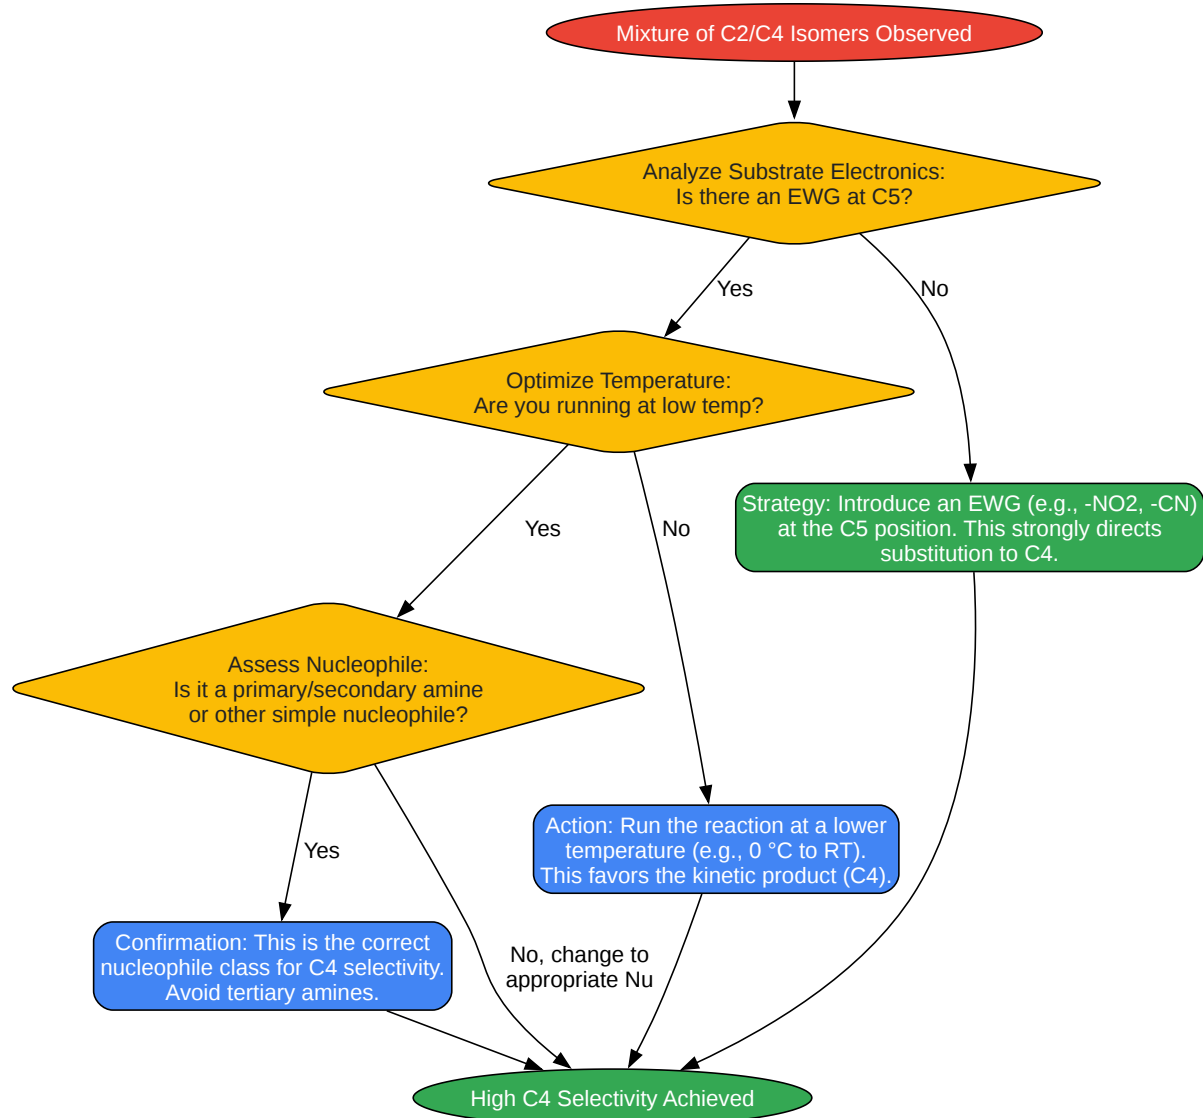 Mixture of C2/C4 Isomers Observed
Analyze Substrate Electronics:
Is there an EWG at C5?
Yes
No
Optimize Temperature:
Are you running at low temp?
Strategy: Introduce an EWG (e.g., -NO2, -CN)
at the C5 position. This strongly directs
substitution to C4.
Yes
No
Assess Nucleophile:
Is it a primary/secondary amine
or other simple nucleophile?
Action: Run the reaction at a lower
temperature (e.g., 0 °C to RT).
This favors the kinetic product (C4).
Yes
Confirmation: This is the correct
nucleophile class for C4 selectivity.
Avoid tertiary amines.
No, change to
appropriate Nu
High C4 Selectivity Achieved